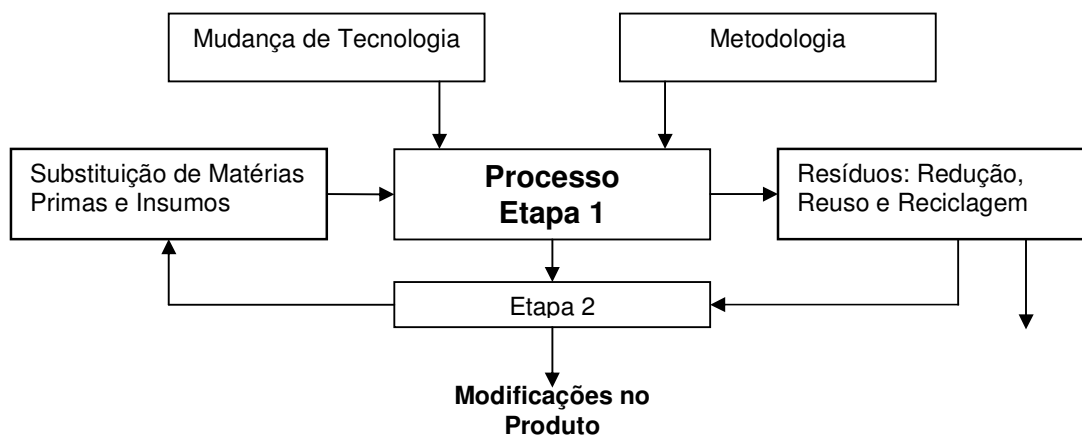 Mudança de Tecnologia
Metodologia
Substituição de Matérias
Primas e Insumos
Processo
Etapa 1
Resíduos: Redução,
Reuso e Reciclagem
Etapa 2
Modificações no
Produto